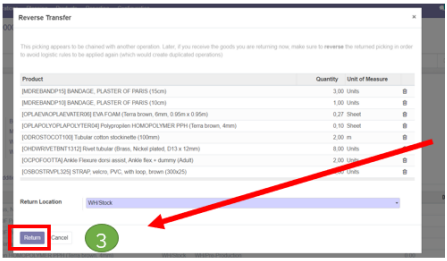 Reverse Transfer
×
This picking appears to be chained with another operation. Later, if you receive the goods you are returning now, make sure to reverse the returned picking in order
to avoid logistic rules to be applied again (which would create duplicated operations).
Product Quantity Unit of Measure
[MOREBANDP15] BANDAGE, PLASTER OF PARIS (15cm) 3,00 Units
[MOREBANDP10] BANDAGE, PLASTER OF PARIS (10cm) 1,00 Units
[OPLAEVAOPLAEVATER06] EVA FOAM (Terra brown, 6mm, 0.95m x 0.95m) 0,27 Sheet
[OPLAPOLYOPLAPOLYTER04] Polypropylen HOMOPOLYMER PPH (Terra brown, 4mm) 0,10 Sheet
[ODROSTOCO7100] Tubular cotton stockinette (100mm) 2,00 m
[OHDWRIVETBNT1312] Rivet tubular (Brass, Nickel plated, D13 x 12mm) 8,00 Units
[OCPOFOOTTA] Ankle Flexure dorsi assist, Ankle flex + dummy (Adult) 2,00 Units
[OSBOSTRVPL325] STRAP, velcro, PVC, with loop, brown (300x25) Units
Return Location WH/Stock
Return Cancel 3